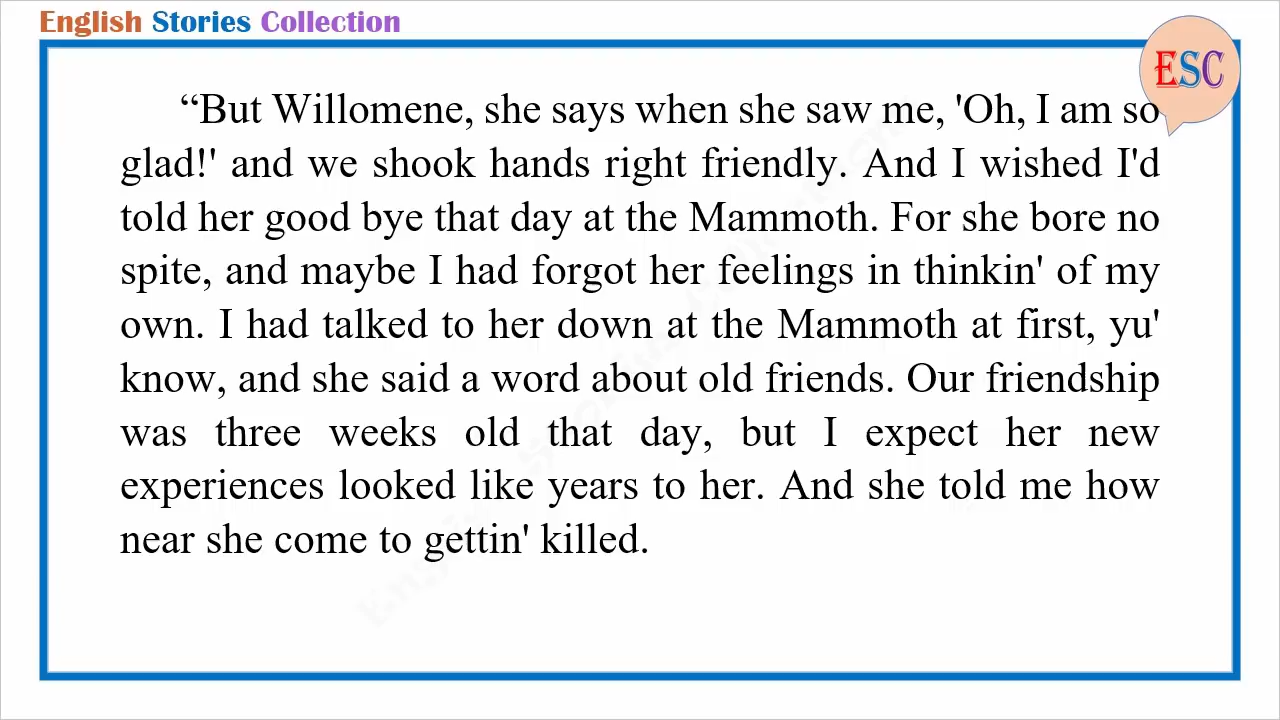 English Stories Collection
ESC
“But Willomene, she says when she saw me, 'Oh, I am so
glad!' and we shook hands right friendly. And I wished I'd
told her good bye that day at the Mammoth. For she bore no
spite, and maybe I had forgot her feelings in thinkin' of my
own. I had talked to her down at the Mammoth at first, yu'
know, and she said a word about old friends. Our friendship
was three weeks old that day, but I expect her new
experiences looked like years to her. And she told me how
near she come to gettin' killed.